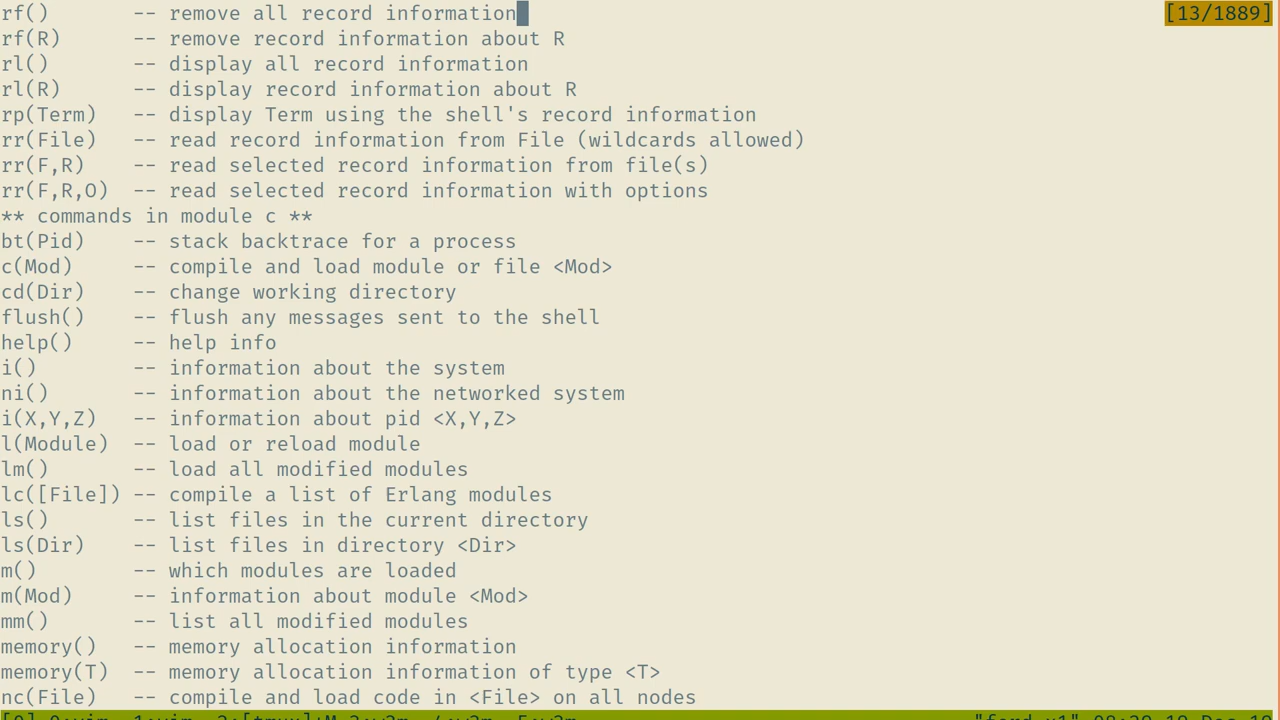 rf()       -- remove all record information [13/1889]
rf(R)      -- remove record information about R
rl()       -- display all record information
rl(R)      -- display record information about R
rp(Term)   -- display Term using the shell's record information
rr(File)   -- read record information from File (wildcards allowed)
rr(F,R)    -- read selected record information from file(s)
rr(F,R,O)  -- read selected record information with options
** commands in module c **
bt(Pid)    -- stack backtrace for a process
c(Mod)     -- compile and load module or file <Mod>
cd(Dir)    -- change working directory
flush()    -- flush any messages sent to the shell
help()     -- help info
i()        -- information about the system
ni()       -- information about the networked system
i(X,Y,Z)   -- information about pid <X,Y,Z>
l(Module)  -- load or reload module
lm()       -- load all modified modules
lc([File]) -- compile a list of Erlang modules
ls()       -- list files in the current directory
ls(Dir)    -- list files in directory <Dir>
m()        -- which modules are loaded
m(Mod)     -- information about module <Mod>
mm()       -- list all modified modules
memory()   -- memory allocation information
memory(T)  -- memory allocation information of type <T>
nc(File)   -- compile and load code in <File> on all nodes